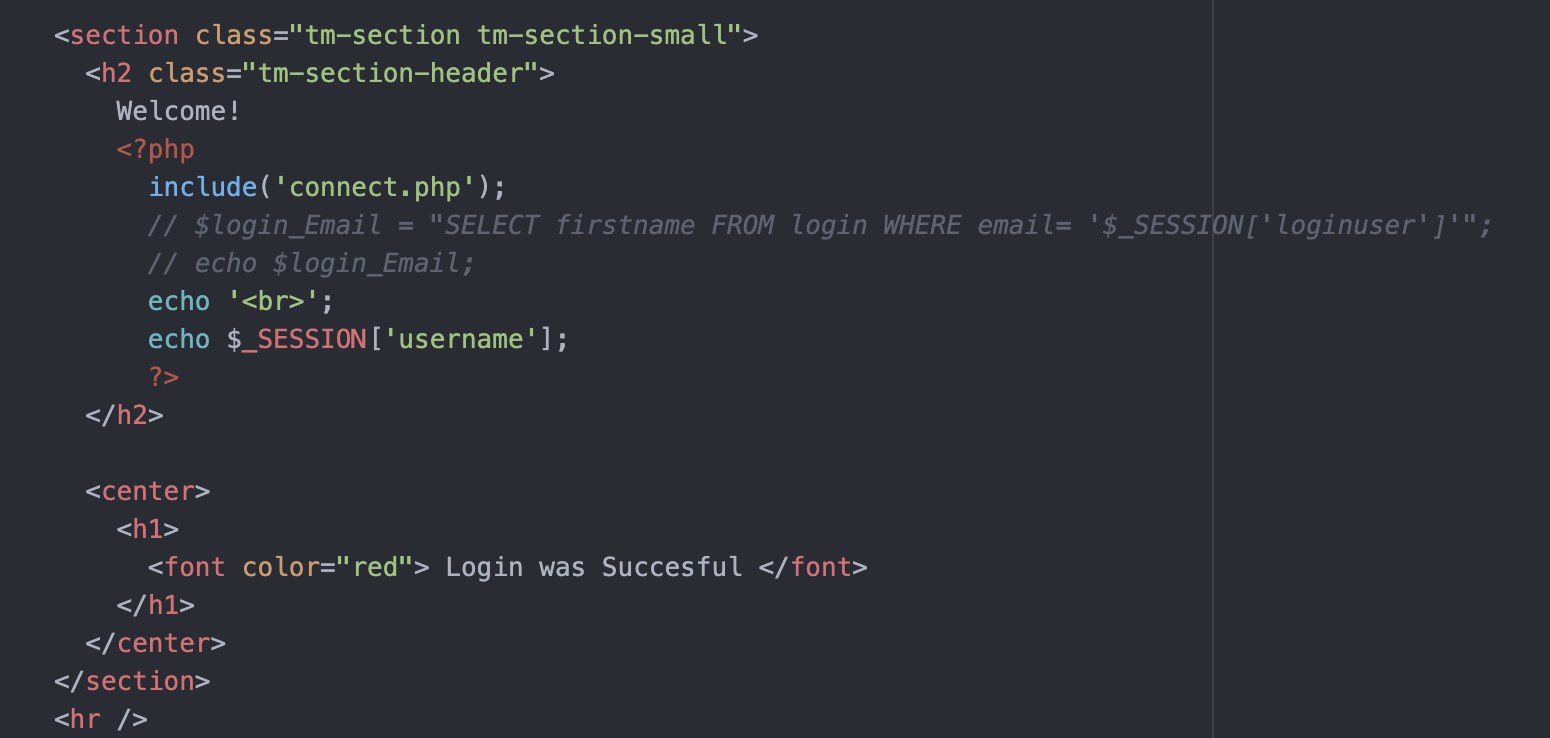 <section class="tm-section tm-section-small">
<h2 class="tm-section-header">
Welcome!
<?php
include('connect.php');
// $login_Email = "SELECT firstname FROM login WHERE email= '$_SESSION['loginuser']'";
// echo $login_Email;
echo '<br>';
echo $_SESSION['username'];
?>
</h2>
<center>
<h1>
<font color="red"> Login was Succesful </font>
</h1>
</center>
</section>
<hr />